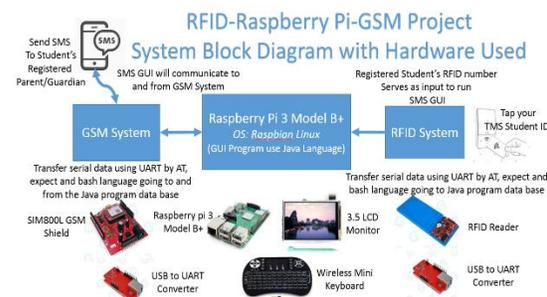 RFID-Raspberry Pi-GSM Project
System Block Diagram with Hardware Used
Send SMS
To Student's
Registered
Parent/Guardian
SMS
SMS GUI will communicate to
and from GSM System
Registered Student's RFID number
Serves as input to run
SMS GUI
GSM System
Raspberry Pi 3 Model B+
OS: Raspbian Linux
(GUI Program use Java Language)
RFID System
Tap your
TMS Student ID
Transfer serial data using UART by AT,
expect and bash language going to and
from the Java program data base
Transfer serial data using UART by AT, expect and
bash language going to Java program data base
SIM800L GSM
Shield
Raspberry pi 3
Model B+
3.5 LCD
Monitor
RFID Reader
USB to UART
Converter
Wireless Mini
Keyboard
USB to UART
Converter